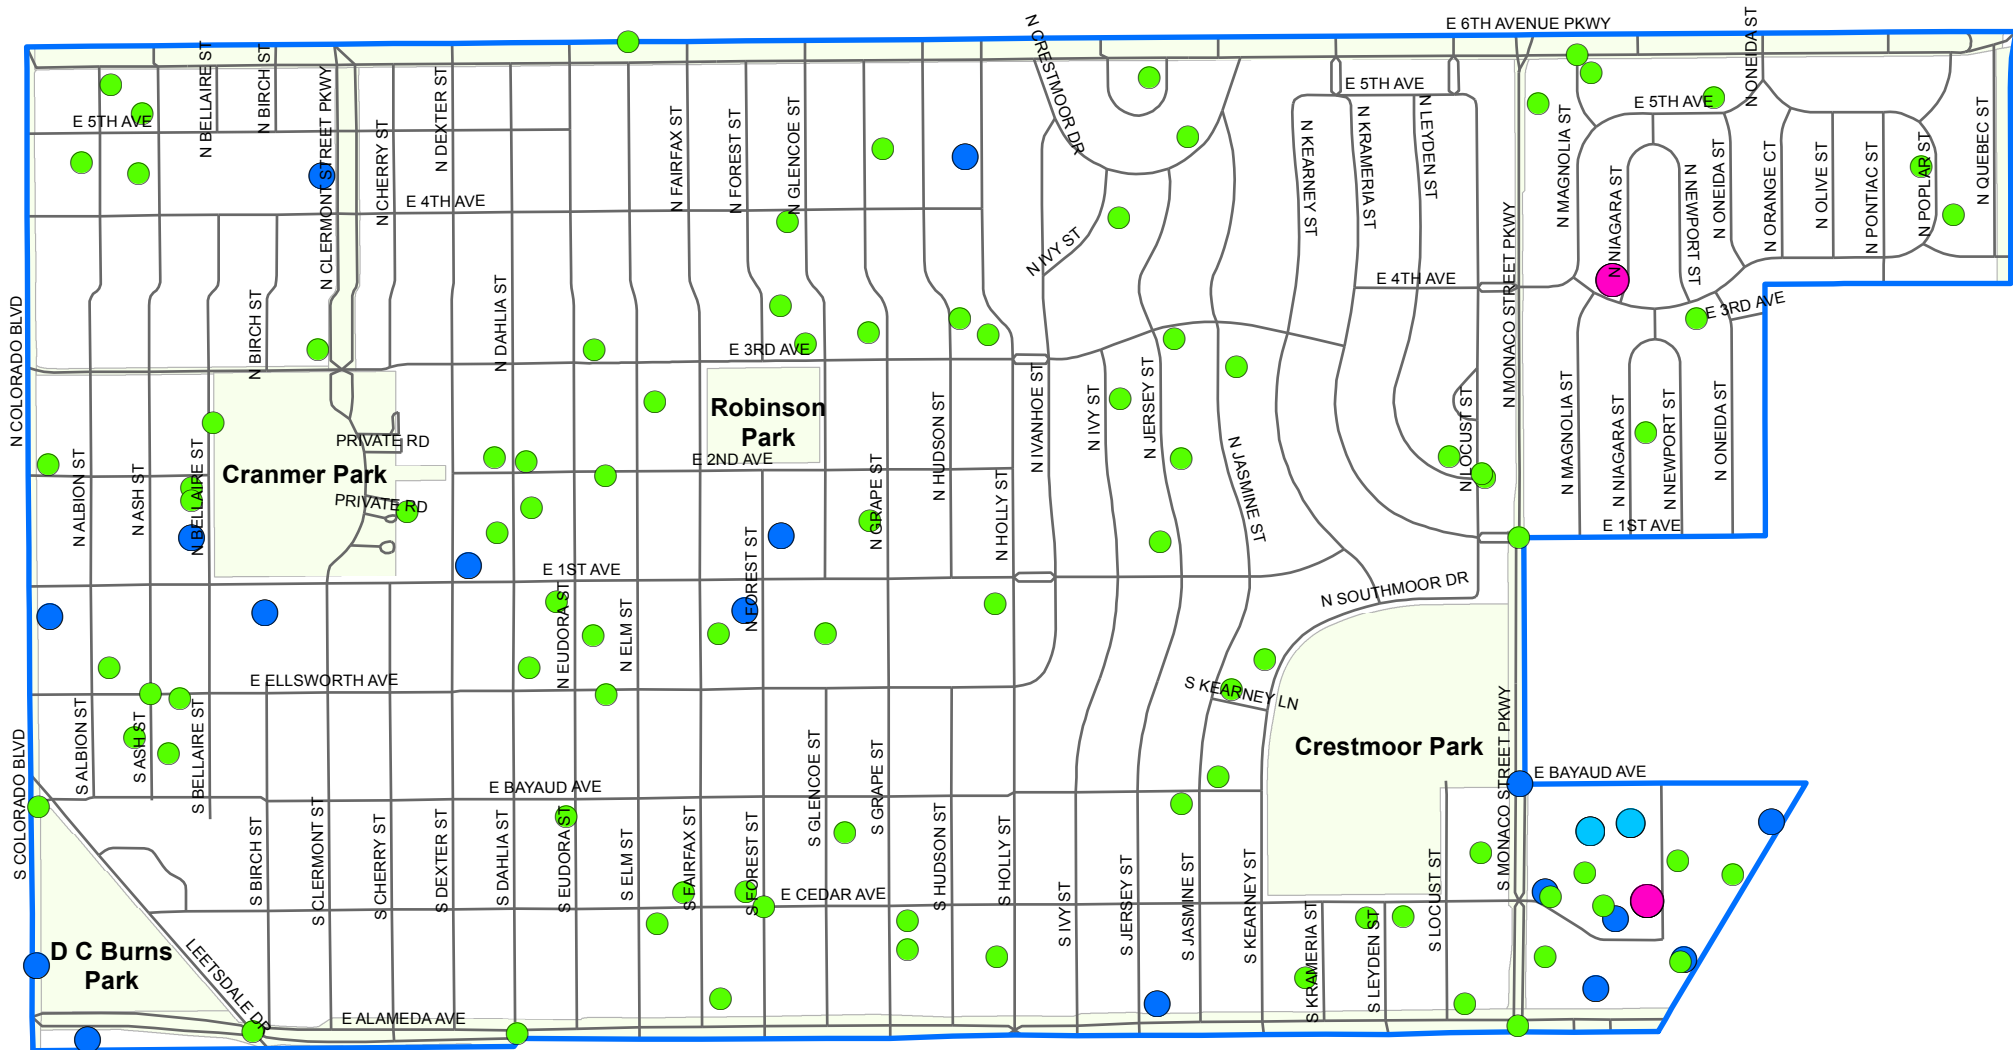 E 6TH AVENUE PKWY
N CRESTMOOR DR
N ONEIDA ST
N BELLAIRE ST
N BIRCH ST
N CLERMONT STREET PKWY
N DEXTER ST
E 5TH AVE
E 5TH AVE
E 5TH AVE
N CHERRY ST
N FAIRFAX ST
N FOREST ST
N GLENCOE ST
N KEARNEY ST
N KRAMERIA ST
N LEYDEN ST
N MAGNOLIA ST
N NIAGARA ST
N NEWPORT ST
N ONEIDA ST
N ORANGE CT
N OLIVE ST
N PONTIAC ST
N POPLAR ST
N QUEBEC ST
E 4TH AVE
N IVY ST
E 4TH AVE
N MONACO STREET PKWY
E 3RD AVE
N COLORADO BLVD
N BIRCH ST
N DAHLIA ST
E 3RD AVE
Robinson
Park
N HUDSON ST
N IVANHOE ST
N IVY ST
N JERSEY ST
N JASMINE ST
N LOCUST ST
N MAGNOLIA ST
N NIAGARA ST
N NEWPORT ST
N ONEIDA ST
PRIVATE RD
Cranmer Park
E 2ND AVE
PRIVATE RD
N ALBION ST
N ASH ST
N BELLAIRE ST
N GRAPE ST
N HOLLY ST
E 1ST AVE
E 1ST AVE
N SOUTHMOOR DR
N EUDORA ST
N ELM ST
N FOREST ST
E ELLSWORTH AVE
S KEARNEY LN
S COLORADO BLVD
S ALBION ST
S ASH ST
S BELLAIRE ST
Crestmoor Park
S MONACO STREET PKWY
E BAYAUD AVE
E BAYAUD AVE
S GLENCOE ST
S GRAPE ST
S BIRCH ST
S CLERMONT ST
S CHERRY ST
S DEXTER ST
S DAHLIA ST
S EUDORA ST
S ELM ST
S FAIRFAX ST
S FOREST ST
E CEDAR AVE
S HUDSON ST
S HOLLY ST
S IVY ST
S JERSEY ST
S JASMINE ST
S KEARNEY ST
S KRAMERIA ST
S LEYDEN ST
S LOCUST ST
D C Burns
Park
LEETSDALE DR
E ALAMEDA AVE